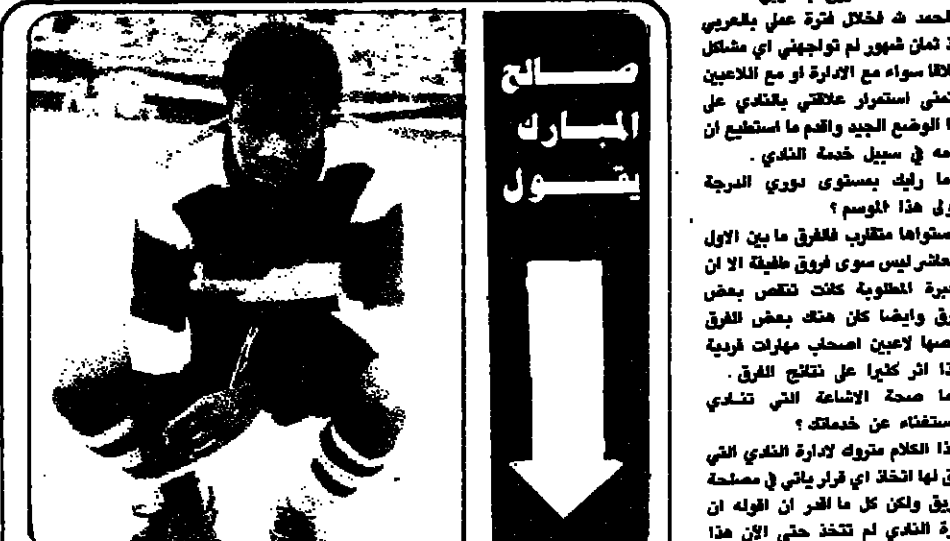 صالح
المبارك
يقول
الحمد لله فخلال فترة عملي بالعربي
ثمان شهور لم تواجهني اي مشاكل
سواء مع الادارة او مع اللاعبين
استمرار علاقتي بالنادي على
الوضع الجيد واقدم ما استطيع ان
في سبيل خدمة النادي .
ما رايك بمستوى دوري الدرجة
هذا الموسم ؟
مستواها متقارب فالفرق ما بين الاول
ليس سوى فروق طفيفة الا ان
المطلوبة كانت تنقص بعض
وايضا كان هناك بعض الفرق
لاعبين اصحاب مهارات فردية
اثر كثيرا على نتائج الفرق .
ما صحة الاشاعة التي تنادي
عن خدماتك ؟
الكلام متروك لادارة النادي التي
لها اتخاذ اي قرار ياتي في مصلحة
ولكن كل ما اقدر ان اقوله ان
النادي لم تتخذ حتى الآن هذا